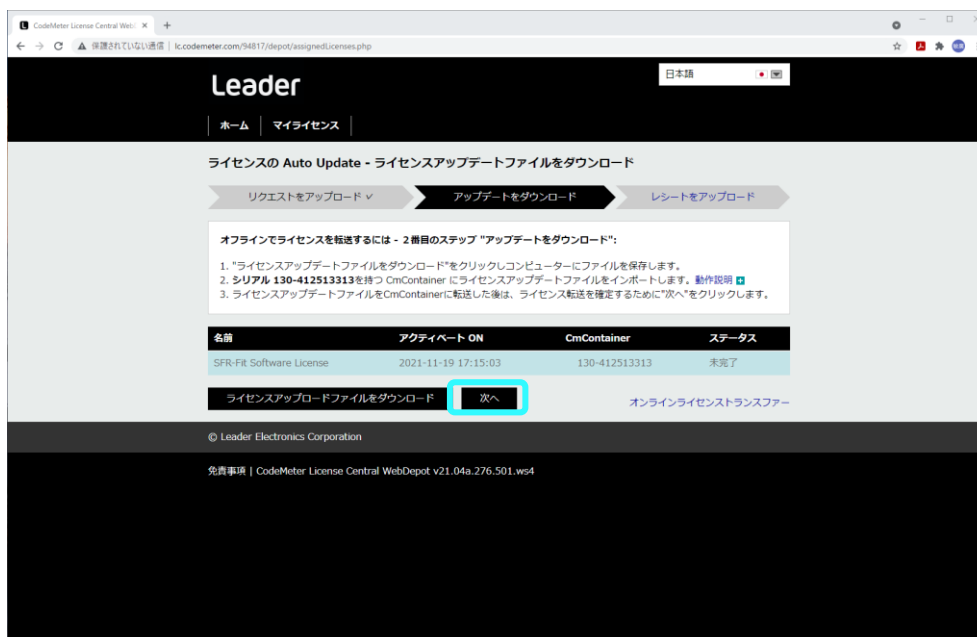 CodeMeter License Central Web
保護されていない通信 | lc.codemeter.com/94817/depot/assignedLicenses.php
Leader
日本語
ホーム
マイライセンス
ライセンスの Auto Update - ライセンスアップデートファイルをダウンロード
リクエストをアップロード ✓
アップデートをダウンロード
レシートをアップロード
オフラインでライセンスを転送するには - 2番目のステップ "アップデートをダウンロード":
1. "ライセンスアップデートファイルをダウンロード"をクリックしコンピューターにファイルを保存します。
2. シリアル 130-412513313を持つ CmContainer にライセンスアップデートファイルをインポートします。動作説明
3. ライセンスアップデートファイルをCmContainerに転送した後は、ライセンス転送を確定するために"次へ"をクリックします。
名前 アクティベート ON CmContainer ステータス
SFR-Fit Software License 2021-11-19 17:15:03 130-412513313 未完了
ライセンスアップロードファイルをダウンロード
次へ
オンラインライセンストランスファー
© Leader Electronics Corporation
免責事項 | CodeMeter License Central WebDepot v21.04a.276.501.ws4